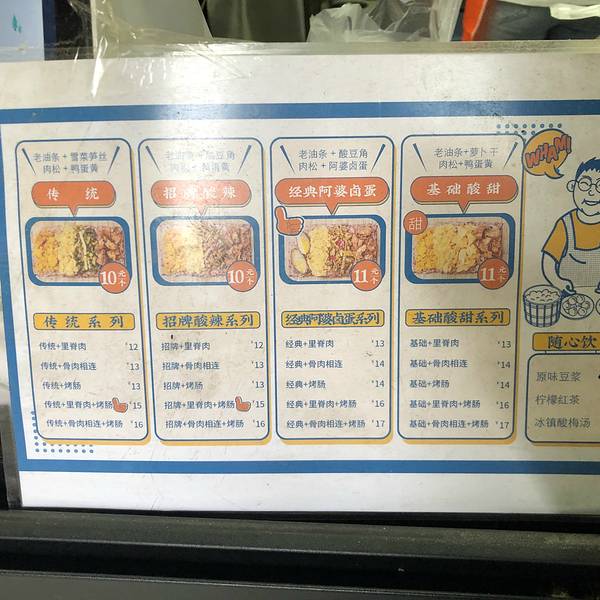 老油条 + 雪菜笋丝
肉松 + 鸭蛋黄
传 统
10元/个
传统系列
传统+里脊肉 ¥12
传统+骨肉相连 ¥13
传统+烤肠 ¥13
传统+里脊肉+烤肠 ¥15
传统+骨肉相连+烤肠 ¥16
豆角
招牌酸辣
10元/个
招牌酸辣系列
招牌+里脊肉 ¥12
招牌+骨肉相连 ¥13
招牌+烤肠 ¥13
招牌+里脊肉+烤肠 ¥15
招牌+骨肉相连+烤肠 ¥16
老油条 + 酸豆角
肉松 + 阿婆卤蛋
经典阿婆卤蛋
11元/个
经典阿婆卤蛋系列
经典+里脊肉 ¥13
经典+骨肉相连 ¥14
经典+烤肠 ¥14
经典+里脊肉+烤肠 ¥16
经典+骨肉相连+烤肠 ¥17
老油条+萝卜干
肉松+鸭蛋黄
基础酸甜
甜
11元/个
基础酸甜系列
基础+里脊肉 ¥13
基础+骨肉相连 ¥14
基础+烤肠 ¥14
基础+里脊肉+烤肠 ¥16
基础+骨肉相连+烤肠 ¥17
WHAM!
随心饮
原味豆浆
柠檬红茶
冰镇酸梅汤